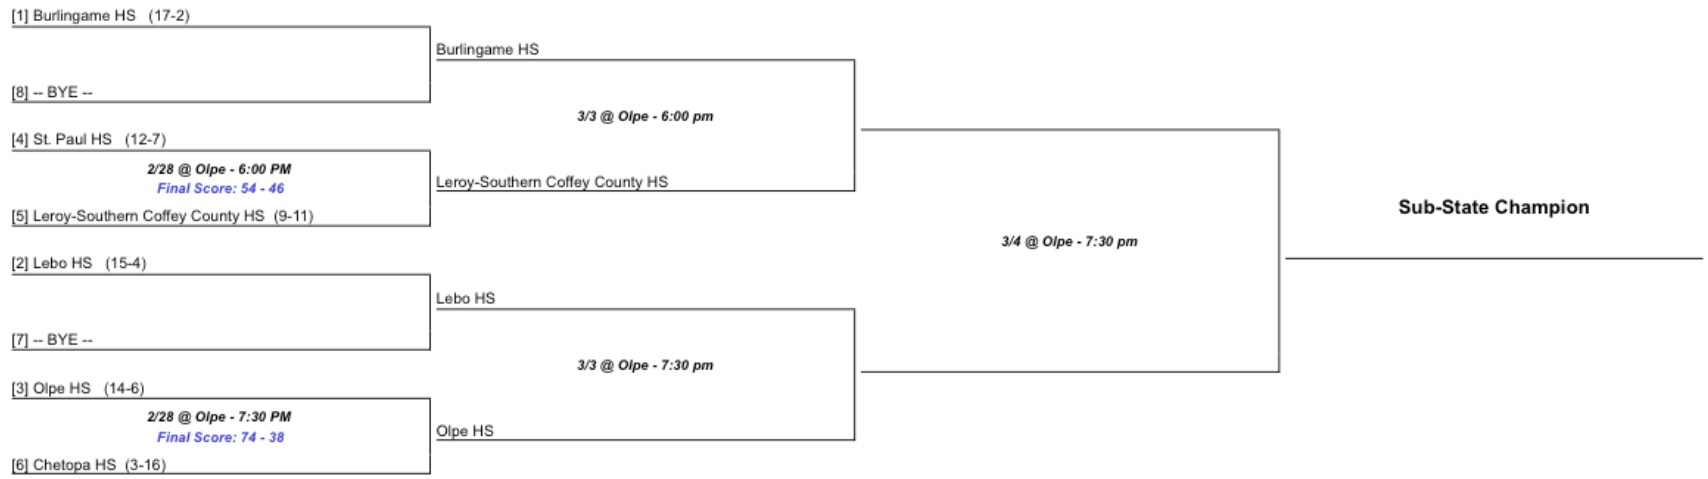 [1] Burlingame HS (17-2)
Burlingame HS
[8] -- BYE --
3/3 @ Olpe - 6:00 pm
[4] St. Paul HS (12-7)
2/28 @ Olpe - 6:00 PM
Final Score: 54 - 46
Leroy-Southern Coffey County HS
[5] Leroy-Southern Coffey County HS (9-11)
Sub-State Champion
3/4 @ Olpe - 7:30 pm
[2] Lebo HS (15-4)
Lebo HS
[7] -- BYE --
3/3 @ Olpe - 7:30 pm
[3] Olpe HS (14-6)
2/28 @ Olpe - 7:30 PM
Final Score: 74 - 38
Olpe HS
[6] Chetopa HS (3-16)